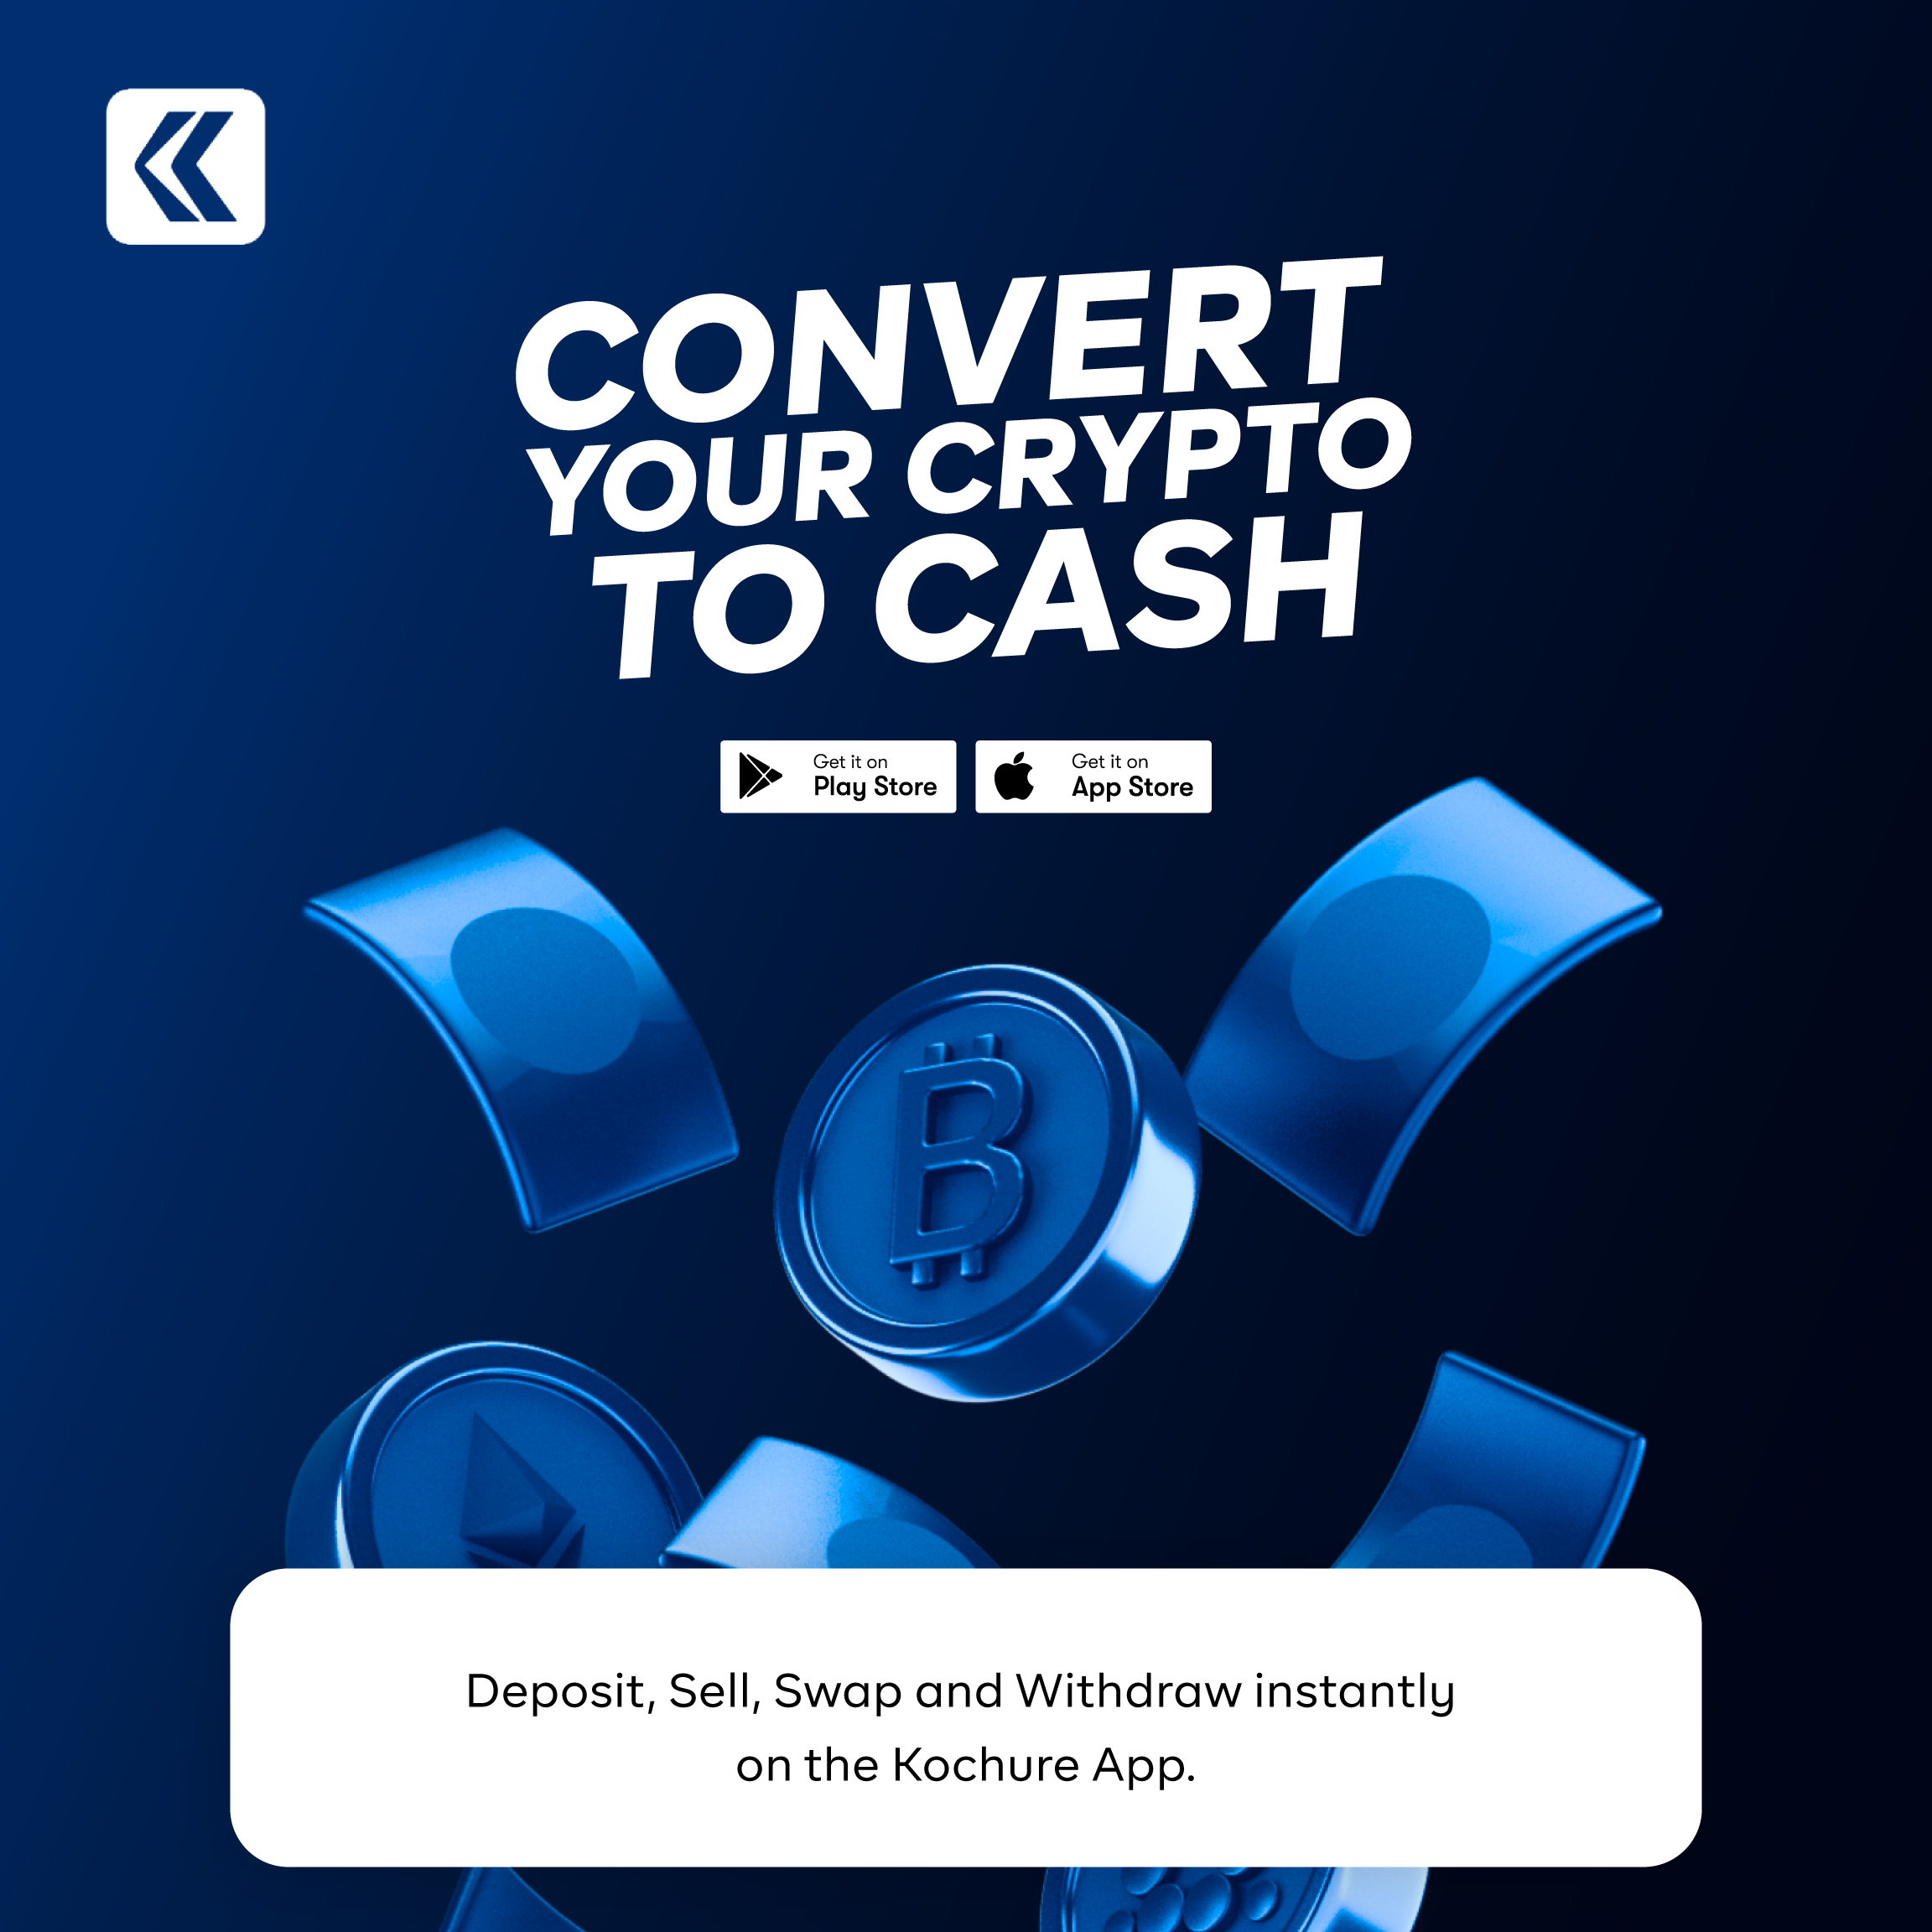 CONVERT
YOUR CRYPTO
TO CASH
Get it on
Play Store
Get it on
App Store
Deposit, Sell, Swap and Withdraw instantly
on the Kochure App.